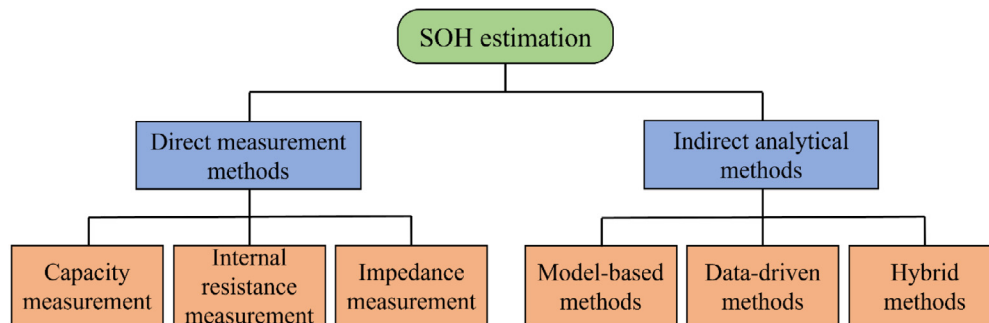 SOH estimation
Direct measurement
methods
Indirect analytical
methods
Capacity
measurement
Internal
resistance
measurement
Impedance
measurement
Model-based
methods
Data-driven
methods
Hybrid
methods